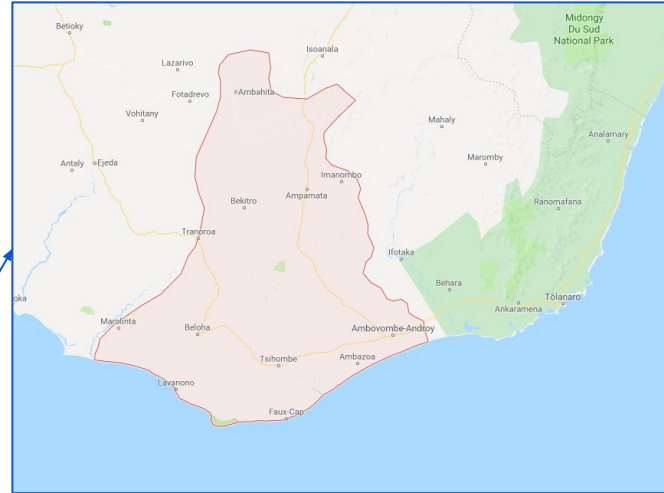 Betioky
Midongy
Du Sud
National Park
Isoanala
Lazarivo
Ambahita
Fotadrevo
Vohitany
Mahaly
Analamary
Antaly
Ejeda
Maromby
Imanombo
Ampamata
Bekitro
Ranomafana
Tranoroa
Ifotaka
Behara
oka
Tôlanaro
Ankaramena
Marolinta
Beloha
Ambovombe-Androy
Tsihombe
Ambazoa
Lavanono
Faux-Cap